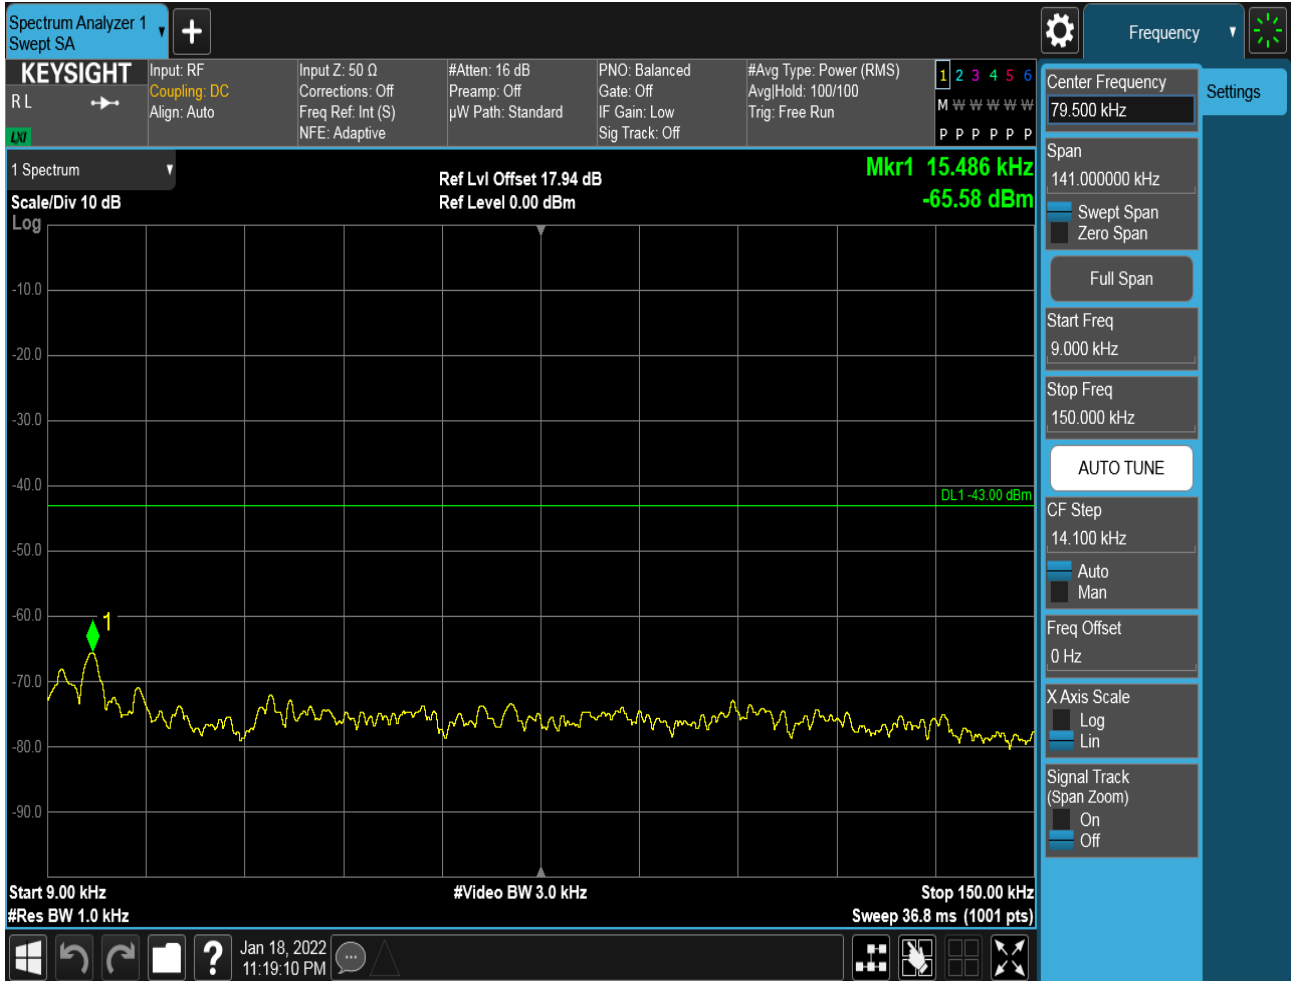 Spectrum Analyzer 1
Swept SA
Frequency
KEYSIGHT
R L
LXI
Input: RF
Coupling: DC
Align: Auto
Input Z: 50 Ω
Corrections: Off
Freq Ref: Int (S)
NFE: Adaptive
#Atten: 16 dB
Preamp: Off
µW Path: Standard
PNO: Balanced
Gate: Off
IF Gain: Low
Sig Track: Off
#Avg Type: Power (RMS)
Avg|Hold: 100/100
Trig: Free Run
1 2 3 4 5 6
M W W W W W
P P P P P P
1 Spectrum
Scale/Div 10 dB
Log
Ref Lvl Offset 17.94 dB
Ref Level 0.00 dBm
Mkr1 15.486 kHz
-65.58 dBm
-10.0
-20.0
-30.0
-40.0
DL1 -43.00 dBm
-50.0
-60.0
1
-70.0
-80.0
-90.0
Start 9.00 kHz
#Res BW 1.0 kHz
#Video BW 3.0 kHz
Stop 150.00 kHz
Sweep 36.8 ms (1001 pts)
Jan 18, 2022
11:19:10 PM
Center Frequency
79.500 kHz
Span
141.000000 kHz
Swept Span
Zero Span
Full Span
Start Freq
9.000 kHz
Stop Freq
150.000 kHz
AUTO TUNE
CF Step
14.100 kHz
Auto
Man
Freq Offset
0 Hz
X Axis Scale
Log
Lin
Signal Track
(Span Zoom)
On
Off
Settings